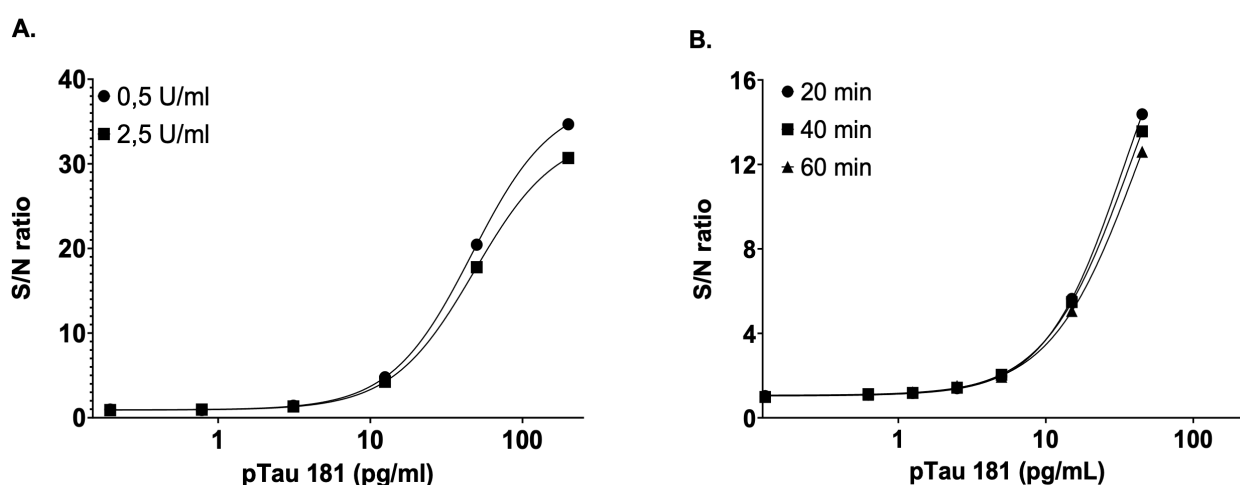 A.
40
30
20
10
0
S/N ratio
0,5 U/ml
2,5 U/ml
1 10 100
pTau 181 (pg/ml)
B.
16
12
8
4
0
S/N ratio
20 min
40 min
60 min
1 10 100
pTau 181 (pg/mL)